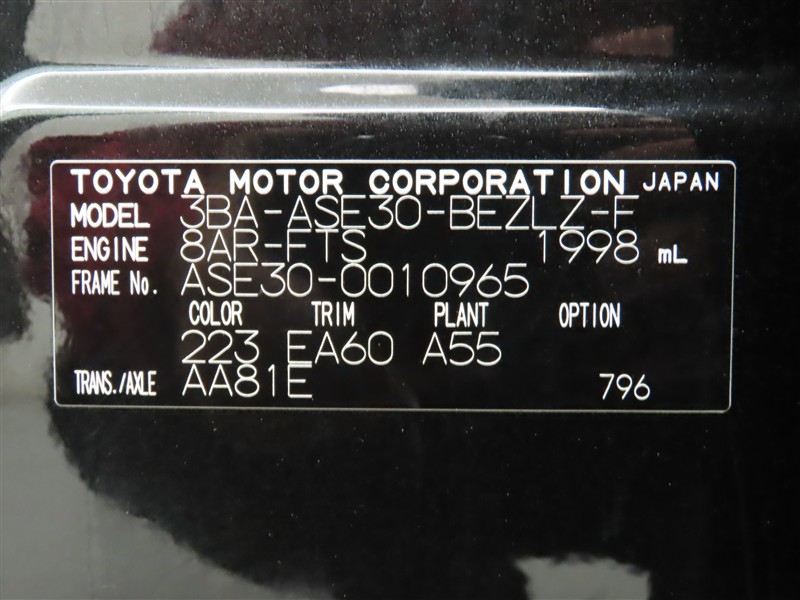 TOYOTA MOTOR CORPORATION JAPAN
MODEL 3BA-ASE30-BEZLZ-F
ENGINE 8AR-FTS 1998 mL
FRAME No. ASE30-0010965
COLOR TRIM PLANT OPTION
223 EA60 A55
TRANS./AXLE AA81E 796